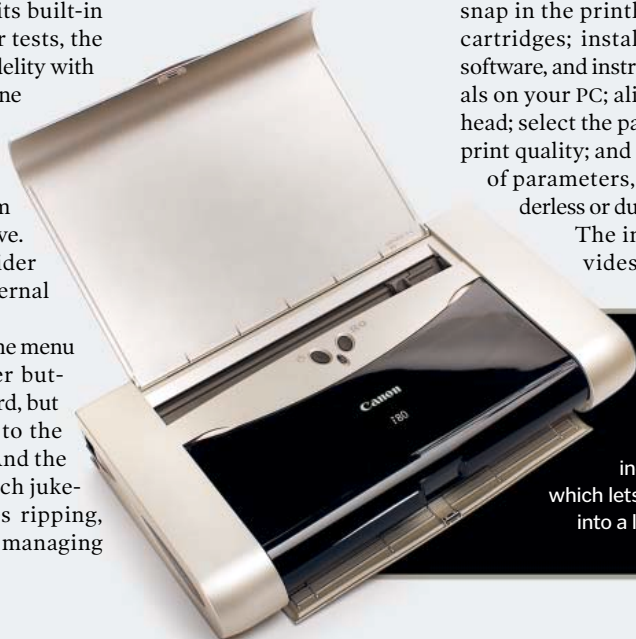 its built-in
r tests, the
delity with
ne
n
ve.
ider
ernal
ne menu
er but-
rd, but
to the
And the
ch juke-
s ripping,
managing
Canon
i80
snap in the printh
cartridges; instal
software, and instr
als on your PC; ali
head; select the pa
print quality; and
of parameters,
derless or du
The in
vides
in
which lets
into a l